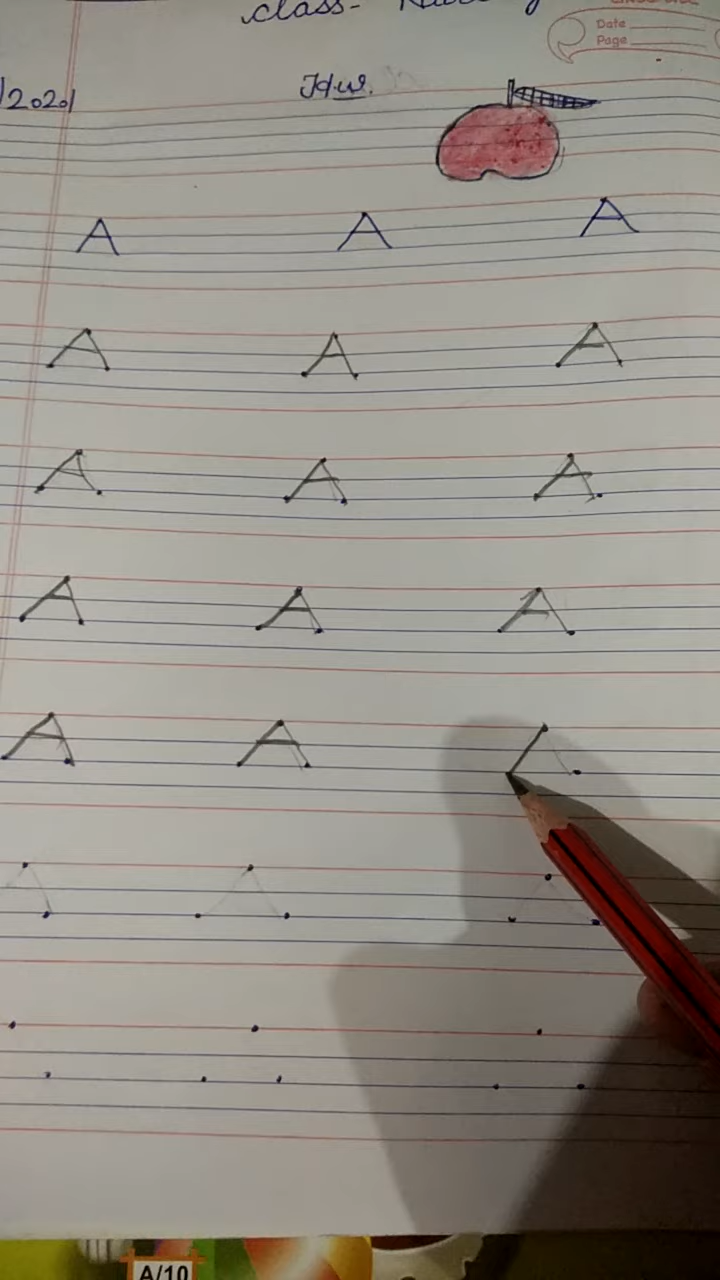 class-
Date
Page
/2020/
A A A
A A A
A A A
A A A
A A
A/10